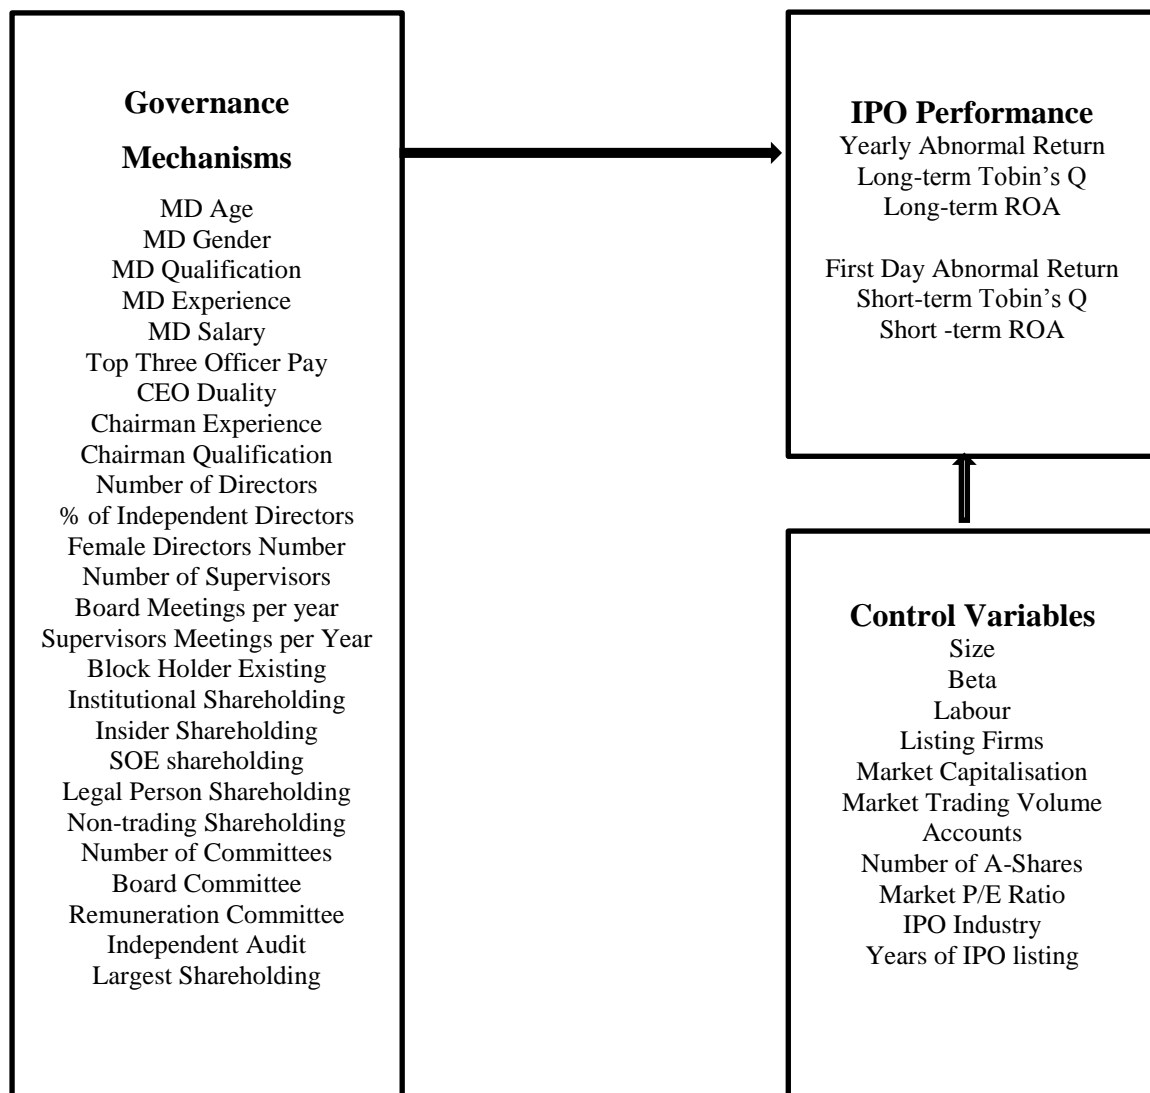 Governance
Mechanisms
MD Age
MD Gender
MD Qualification
MD Experience
MD Salary
Top Three Officer Pay
CEO Duality
Chairman Experience
Chairman Qualification
Number of Directors
% of Independent Directors
Female Directors Number
Number of Supervisors
Board Meetings per year
Supervisors Meetings per Year
Block Holder Existing
Institutional Shareholding
Insider Shareholding
SOE shareholding
Legal Person Shareholding
Non-trading Shareholding
Number of Committees
Board Committee
Remuneration Committee
Independent Audit
Largest Shareholding
IPO Performance
Yearly Abnormal Return
Long-term Tobin’s Q
Long-term ROA
First Day Abnormal Return
Short-term Tobin’s Q
Short -term ROA
Control Variables
Size
Beta
Labour
Listing Firms
Market Capitalisation
Market Trading Volume
Accounts
Number of A-Shares
Market P/E Ratio
IPO Industry
Years of IPO listing